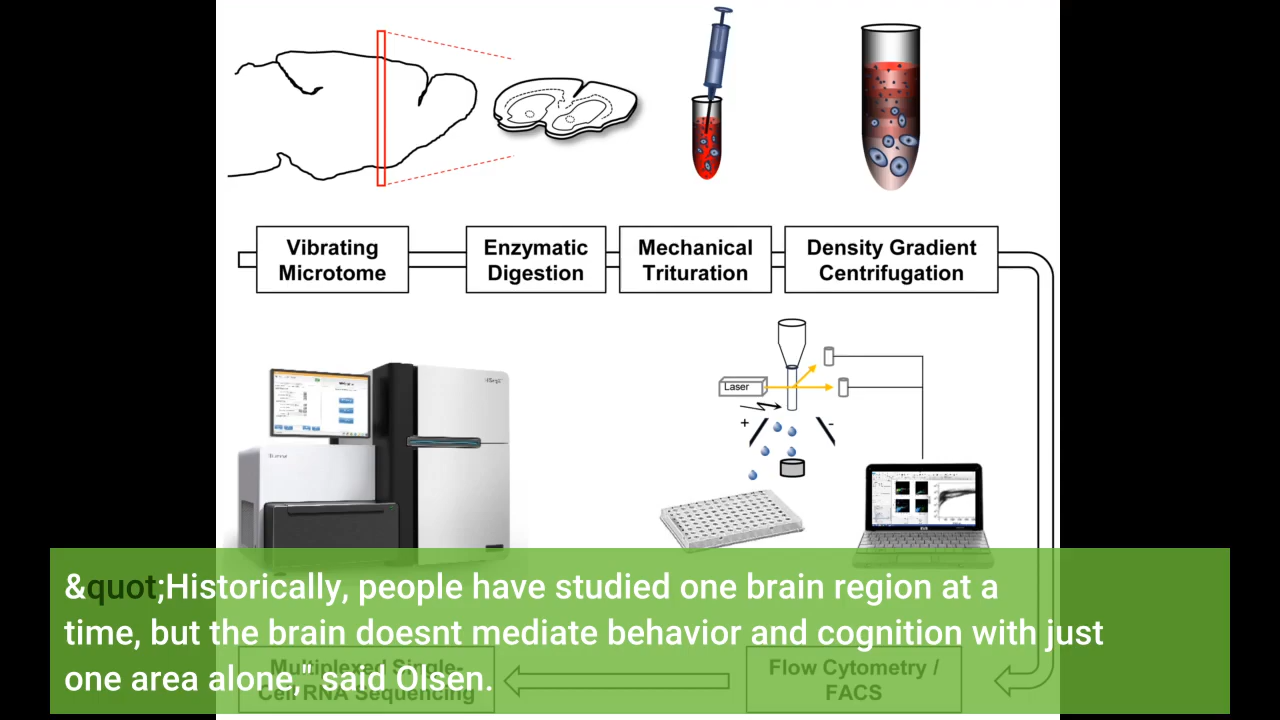 Vibrating
Microtome
Enzymatic
Digestion
Mechanical
Trituration
Density Gradient
Centrifugation
Laser
+
-
&quot;Historically, people have studied one brain region at a
time, but the brain doesnt mediate behavior and cognition with just
one area alone," said Olsen.
Multiplexed Single-
Cell RNA Sequencing
Flow Cytometry /
FACS